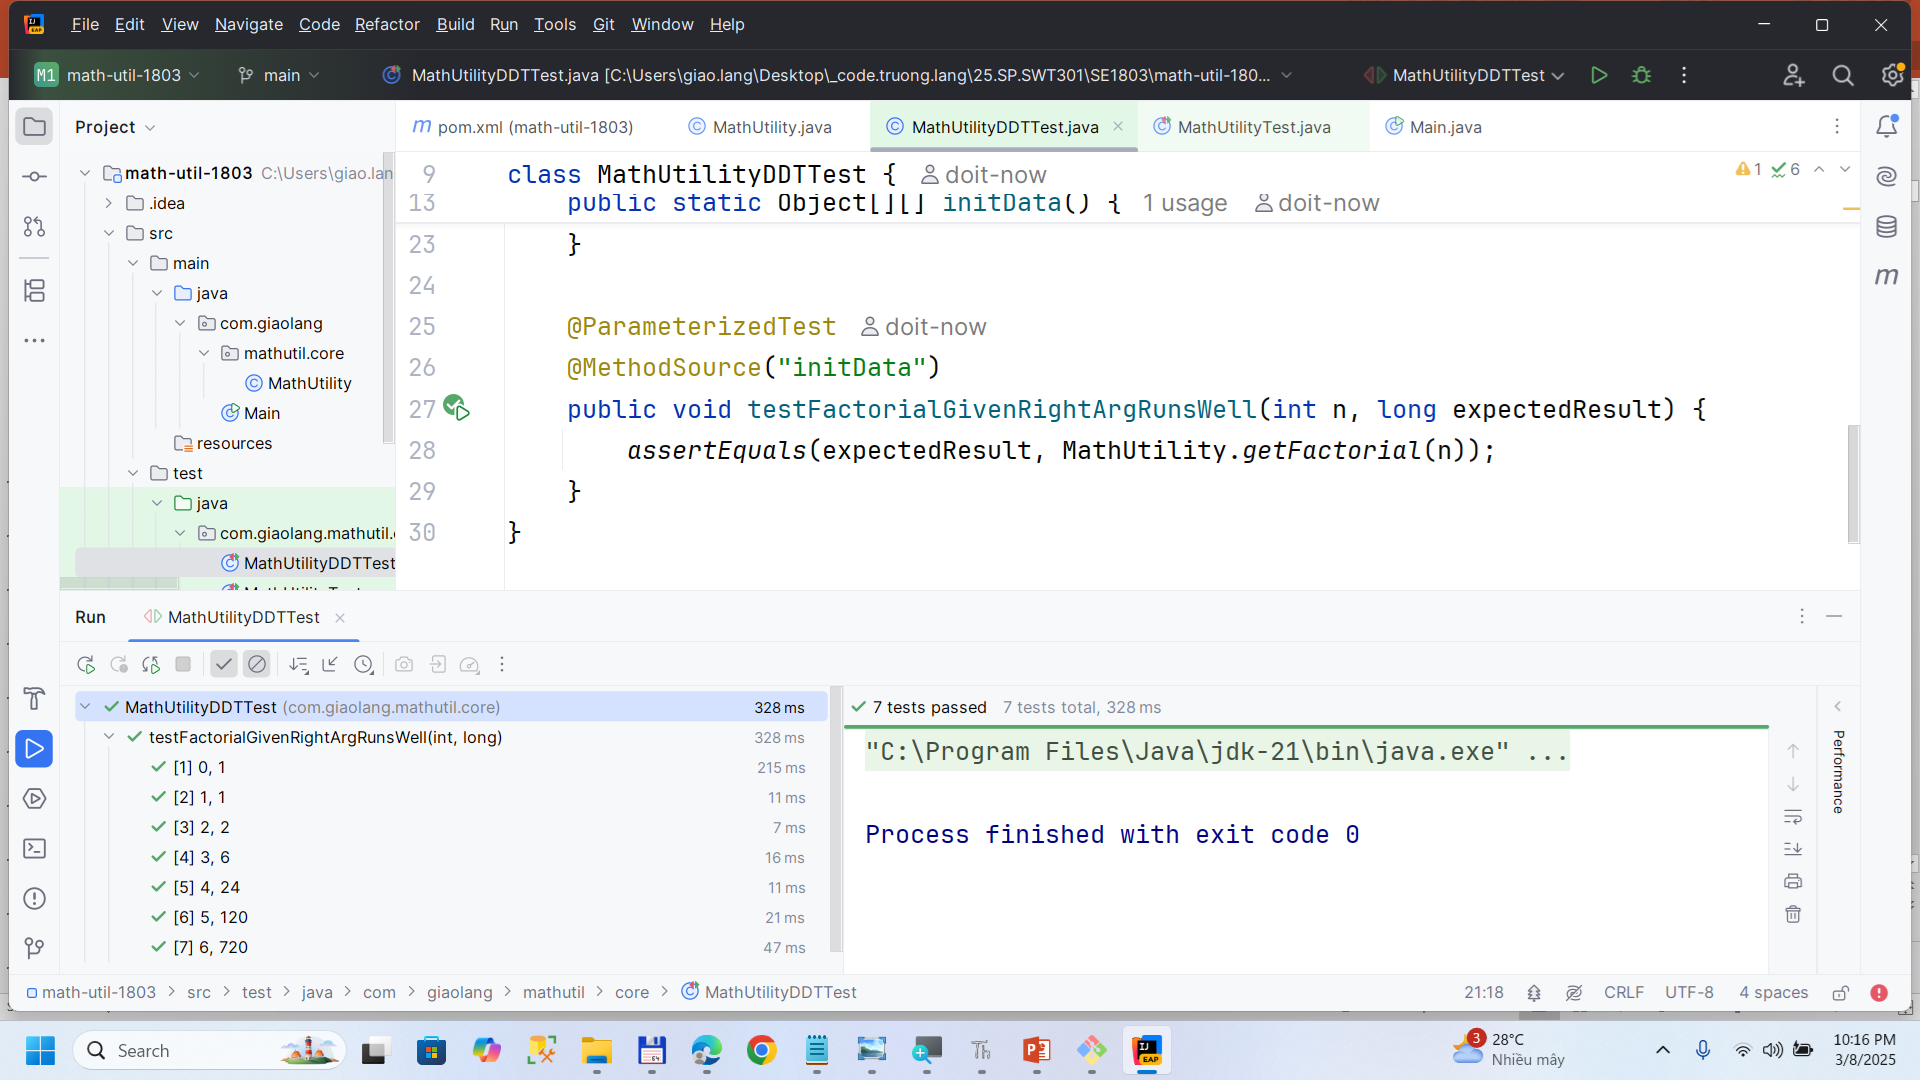 File Edit View Navigate Code Refactor Build Run Tools Git Window Help
M1 math-util-1803 main MathUtilityDDTTest.java [C:\Users\giao.lang\Desktop\_code.truong.lang\25.SP.SWT301\SE1803\math-util-180... MathUtilityDDTTest
Project
pom.xml (math-util-1803) MathUtility.java MathUtilityDDTTest.java MathUtilityTest.java Main.java
math-util-1803 C:\Users\giao.lan
.idea
src
main
java
com.giaolang
mathutil.core
MathUtility
Main
resources
test
java
com.giaolang.mathutil.
MathUtilityDDTTest
9 class MathUtilityDDTTest { doit-now
1 6
13 public static Object[][] initData() { 1 usage doit-now
23 }
24
25 @ParameterizedTest doit-now
26 @MethodSource("initData")
27 public void testFactorialGivenRightArgRunsWell(int n, long expectedResult) {
28 assertEquals(expectedResult, MathUtility.getFactorial(n));
29 }
30 }
Run MathUtilityDDTTest
MathUtilityDDTTest (com.giaolang.mathutil.core) 328 ms
testFactorialGivenRightArgRunsWell(int, long) 328 ms
[1] 0, 1 215 ms
[2] 1, 1 11 ms
[3] 2, 2 7 ms
[4] 3, 6 16 ms
[5] 4, 24 11 ms
[6] 5, 120 21 ms
[7] 6, 720 47 ms
7 tests passed 7 tests total, 328 ms
"C:\Program Files\Java\jdk-21\bin\java.exe" ...
Process finished with exit code 0
Performance
math-util-1803 > src > test > java > com > giaolang > mathutil > core > MathUtilityDDTTest
21:18 CRLF UTF-8 4 spaces
Search
3 28°C
Nhiều mây
10:16 PM
3/8/2025